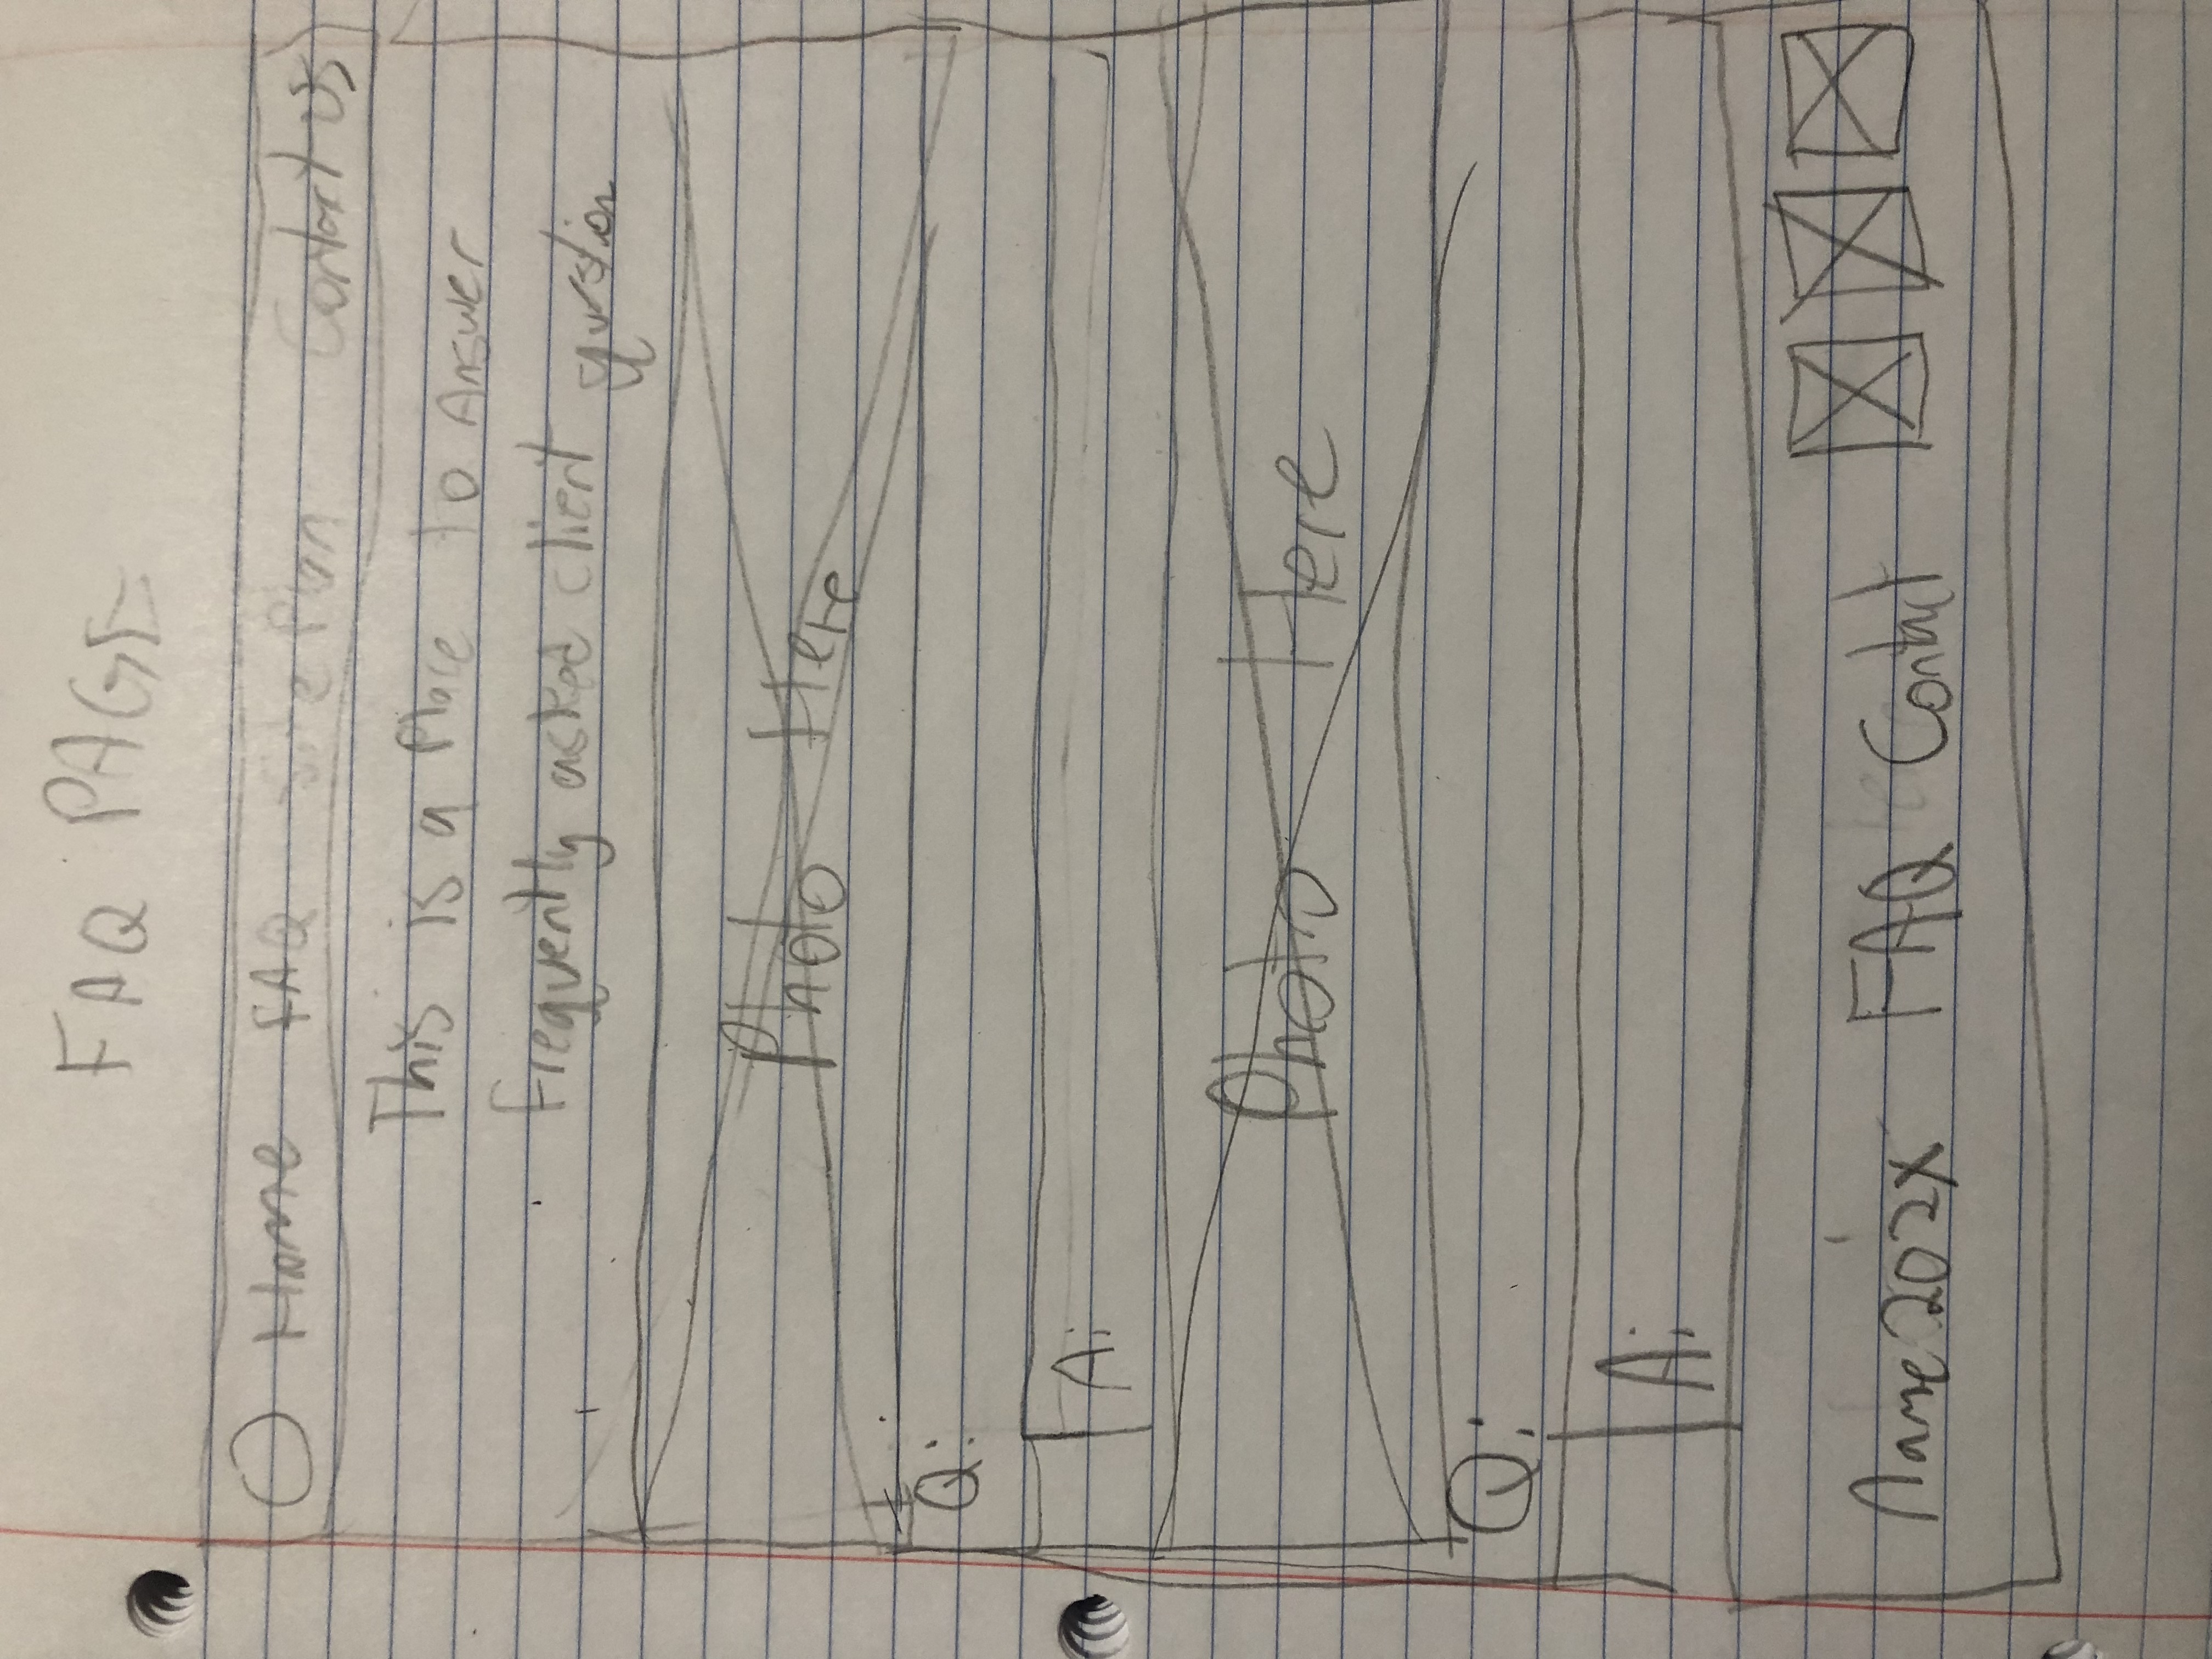 FAQ PAGE
Home FAQ Site Plan Contact Us
This is a Place to Answer
frequently asked client question
Photo Here
Q:
A:
Photo Here
Q:
A:
Name 202X FAQ Contact